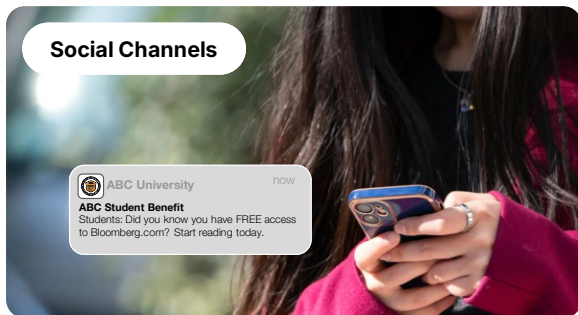 Social Channels
ABC University
now
ABC Student Benefit
Students: Did you know you have FREE access
to Bloomberg.com? Start reading today.